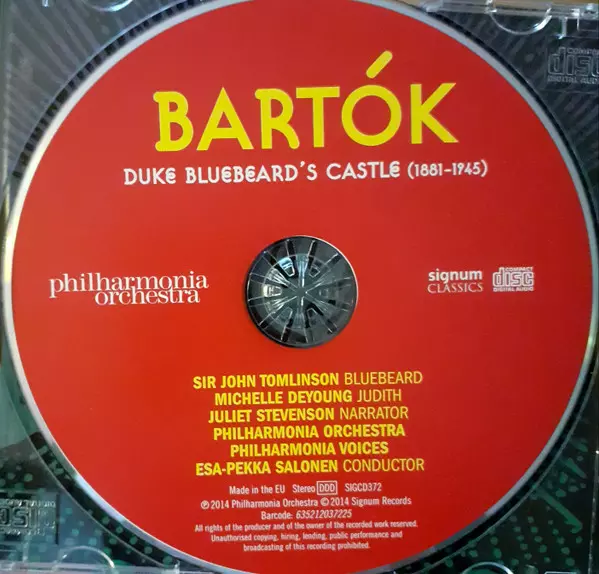 BARTÓK
DUKE BLUEBEARD'S CASTLE (1881-1945)
philharmonia
orchestra
signum
CLASSICS
COMPACT
disc
DIGITAL AUDIO
SIR JOHN TOMLINSON BLUEBEARD
MICHELLE DEYOUNG JUDITH
JULIET STEVENSON NARRATOR
PHILHARMONIA ORCHESTRA
PHILHARMONIA VOICES
ESA-PEKKA SALONEN CONDUCTOR
Made in the EU Stereo DDD SIGCD372
℗ 2014 Philharmonia Orchestra © 2014 Signum Records
Barcode: 635212037225
All rights of the producer and of the owner of the recorded work reserved.
Unauthorised copying, hiring, lending, public performance and
broadcasting of this recording prohibited.
disc
DIGITAL AUDIO